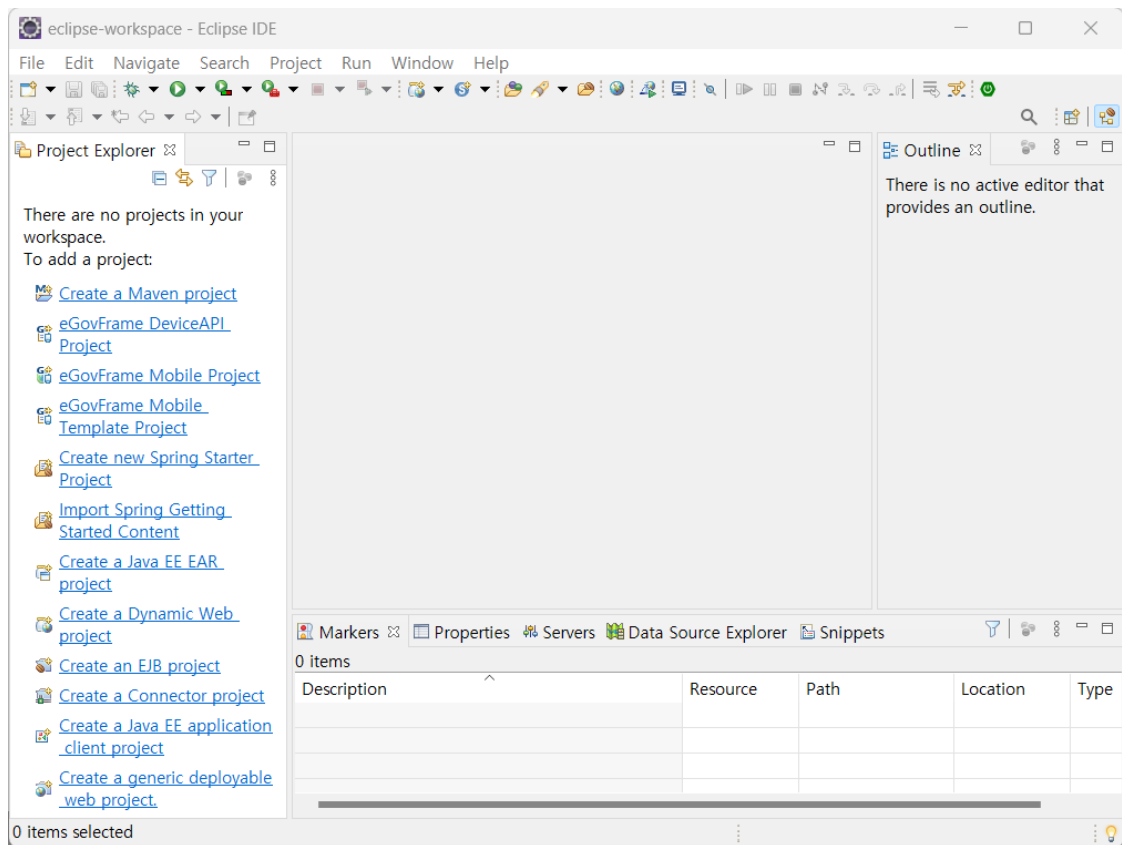 eclipse-workspace - Eclipse IDE
File Edit Navigate Search Project Run Window Help
Project Explorer
There are no projects in your
workspace.
To add a project:
Create a Maven project
eGovFrame DeviceAPI
Project
eGovFrame Mobile Project
eGovFrame Mobile
Template Project
Create new Spring Starter
Project
Import Spring Getting
Started Content
Create a Java EE EAR
project
Create a Dynamic Web
project
Create an EJB project
Create a Connector project
Create a Java EE application
client project
Create a generic deployable
web project.
Outline
There is no active editor that
provides an outline.
Markers Properties Servers Data Source Explorer Snippets
0 items
Description Resource Path Location Type
0 items selected